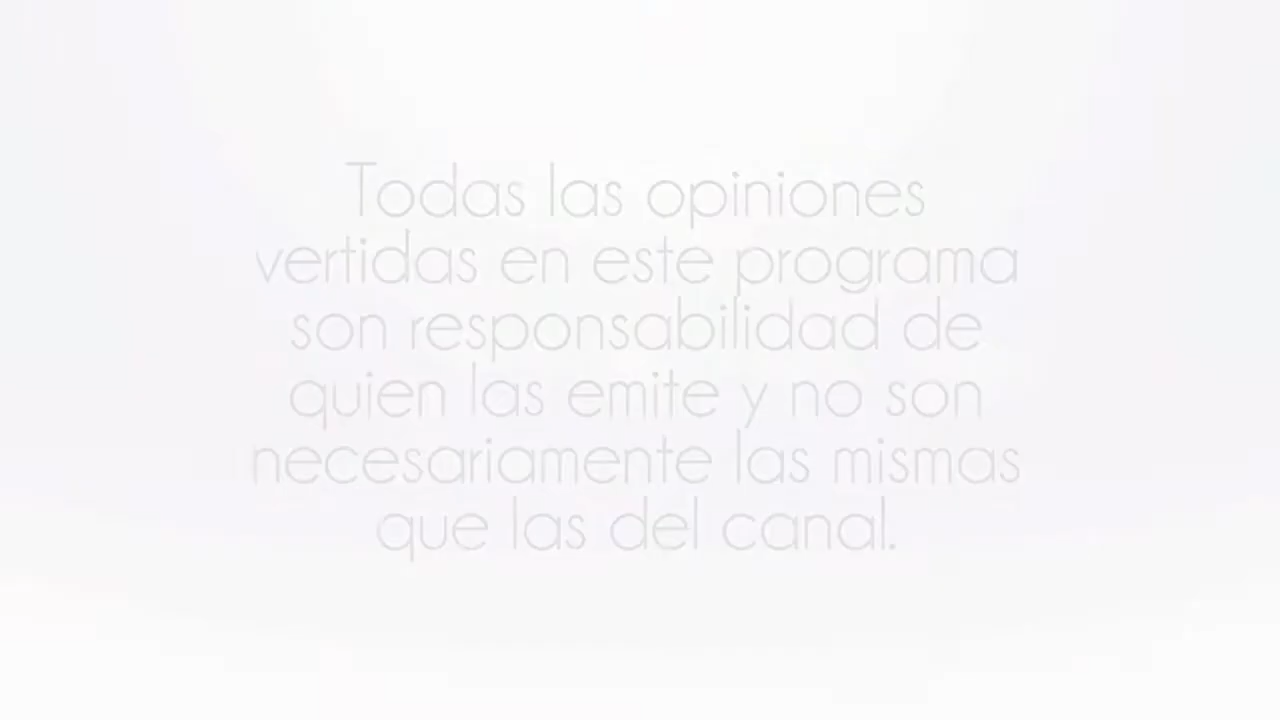 Todas las opiniones
vertidas en este programa
son responsabilidad de
quien las emite y no son
necesariamente las mismas
que las del canal.